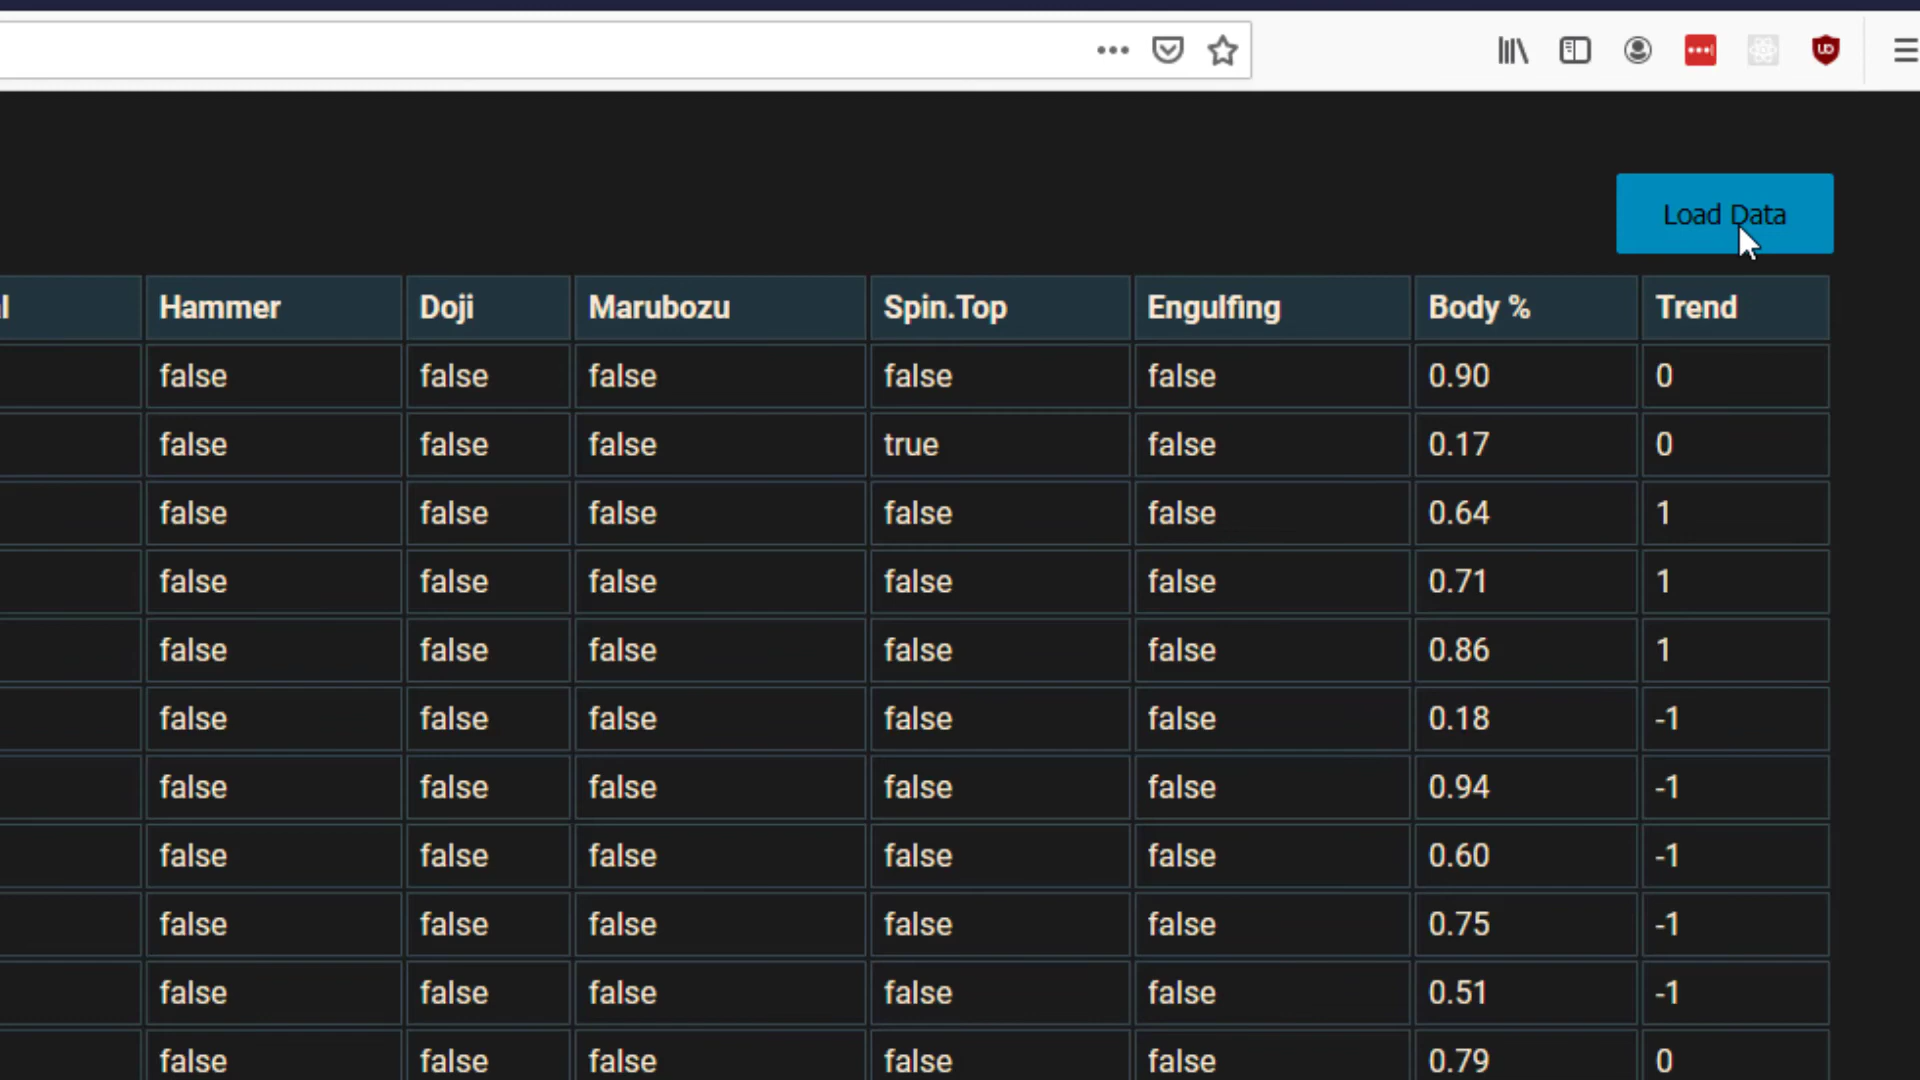 Load Data
l Hammer Doji Marubozu Spin.Top Engulfing Body % Trend
false false false false false 0.90 0
false false false true false 0.17 0
false false false false false 0.64 1
false false false false false 0.71 1
false false false false false 0.86 1
false false false false false 0.18 -1
false false false false false 0.94 -1
false false false false false 0.60 -1
false false false false false 0.75 -1
false false false false false 0.51 -1
false false false false false 0.79 0